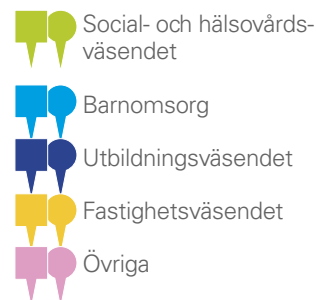 Social- och hälsovårds-
väsendet
Barnomsorg
Utbildningsväsendet
Fastighetsväsendet
Övriga